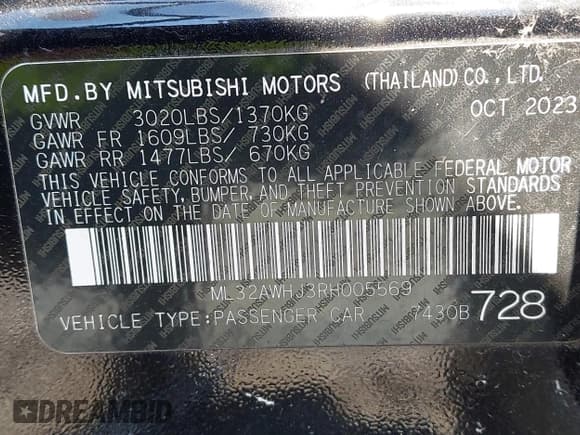 MFD.BY MITSUBISHI MOTORS (THAILAND)CO.,LTD.
GVWR 3020LBS/1370KG OCT 2023
GAWR FR 1609LBS/ 730KG
GAWR RR 1477LBS/ 670KG
THIS VEHICLE CONFORMS TO ALL APPLICABLE FEDERAL MOTOR
VEHICLE SAFETY, BUMPER, AND THEFT PREVENTION STANDARDS
IN EFFECT ON THE DATE OF MANUFACTURE SHOWN ABOVE.
ML32AWHJ3RH005569
VEHICLE TYPE:PASSENGER CAR 7430B 728
DREAMBID